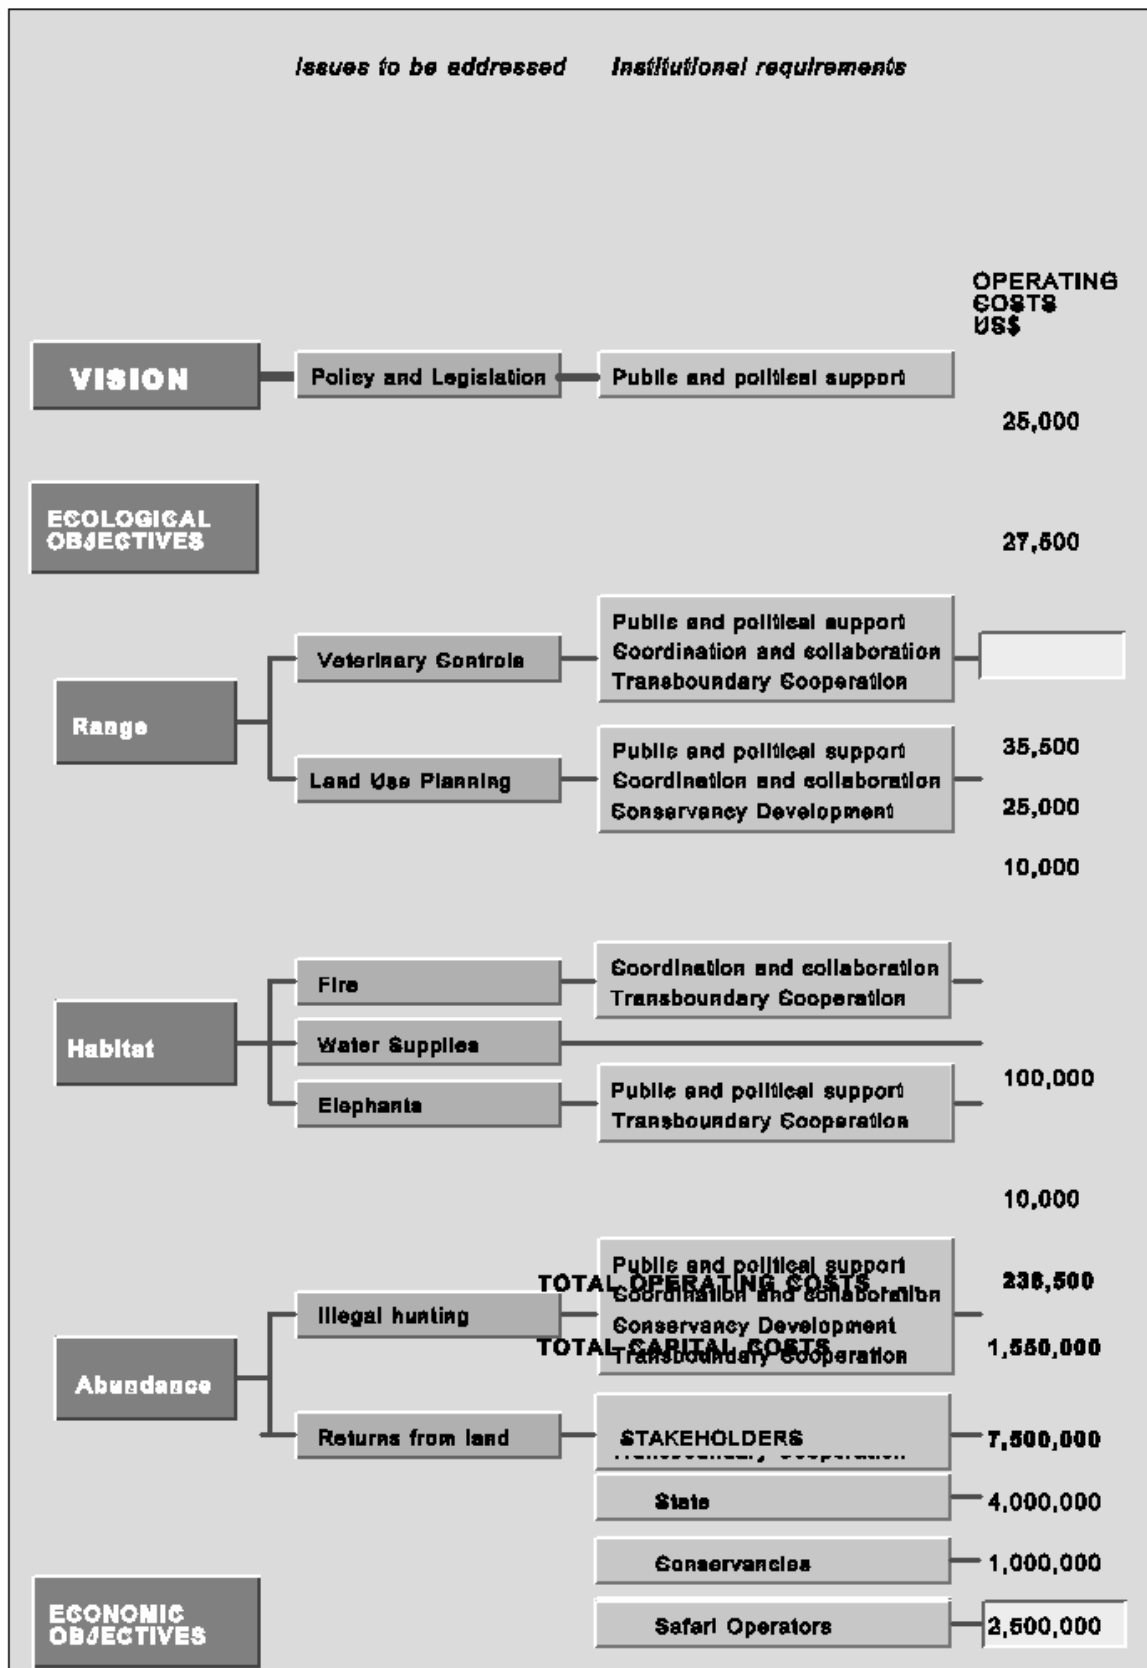 Issues to be addressed Institutional requirements
OPERATING
COSTS
US$
VISION Policy and Legislation Public and political support
25,000
ECOLOGICAL
OBJECTIVES
27,500
Range
Veterinary Controls
Public and political support
Coordination and collaboration
Transboundary Cooperation
35,500
Land Use Planning
Public and political support
Coordination and collaboration
Conservancy Development
25,000
10,000
Habitat
Fire
Coordination and collaboration
Transboundary Cooperation
Water Supplies
100,000
Elephants
Public and political support
Transboundary Cooperation
10,000
Abundance
Illegal hunting
Public and political support
Coordination and collaboration
Conservancy Development
Transboundary Cooperation
TOTAL OPERATING COSTS
TOTAL CAPITAL COSTS 1,550,000
Returns from land STAKEHOLDERS 7,500,000
State 4,000,000
Conservancies 1,000,000
ECONOMIC
OBJECTIVES
Safari Operators 2,500,000